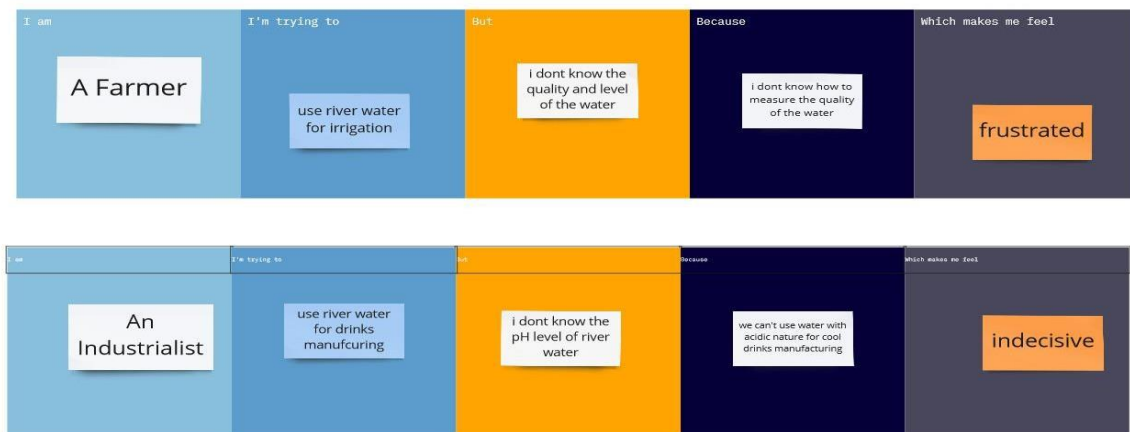 I am
I'm trying to
But
Because
Which makes me feel
A Farmer
use river water
for irrigation
i dont know the
quality and level
of the water
i dont know how to
measure the quality
of the water
frustrated
I am
I'm trying to
But
Because
Which makes me feel
An
Industrialist
use river water
for drinks
manufcuring
i dont know the
pH level of river
water
we can't use water with
acidic nature for cool
drinks manufacturing
indecisive